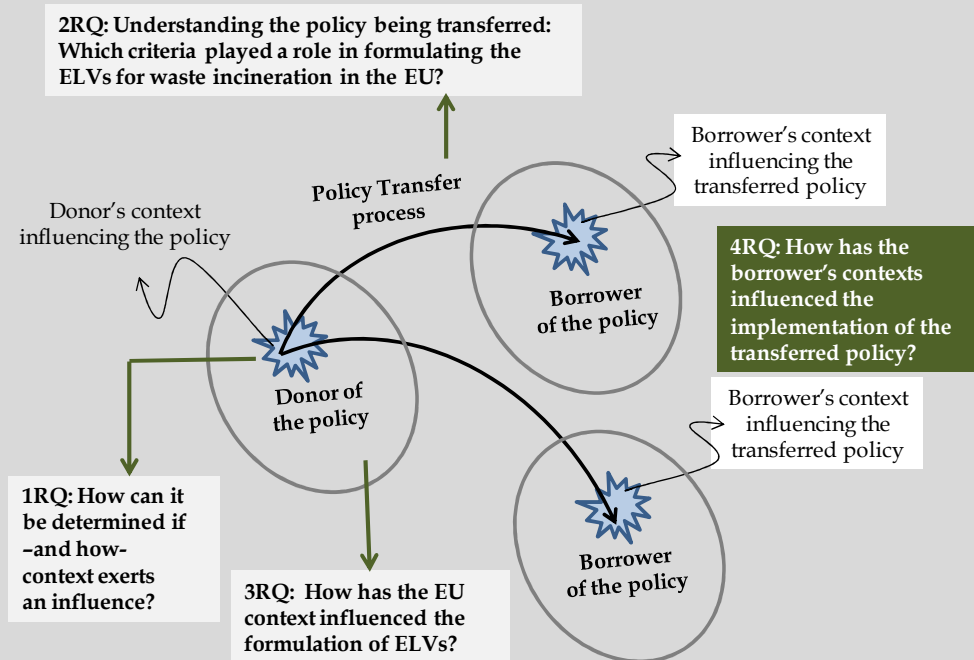 2RQ: Understanding the policy being transferred:
Which criteria played a role in formulating the
ELVs for waste incineration in the EU?
Borrower's context
influencing the
transferred policy
Policy Transfer
process
Donor's context
influencing the policy
4RQ: How has the
borrower's contexts
influenced the
implementation of the
transferred policy?
Borrower
of the policy
Donor of
the policy
Borrower's context
influencing the
transferred policy
1RQ: How can it
be determined if
–and how-
context exerts
an influence?
Borrower
of the policy
3RQ: How has the EU
context influenced the
formulation of ELVs?